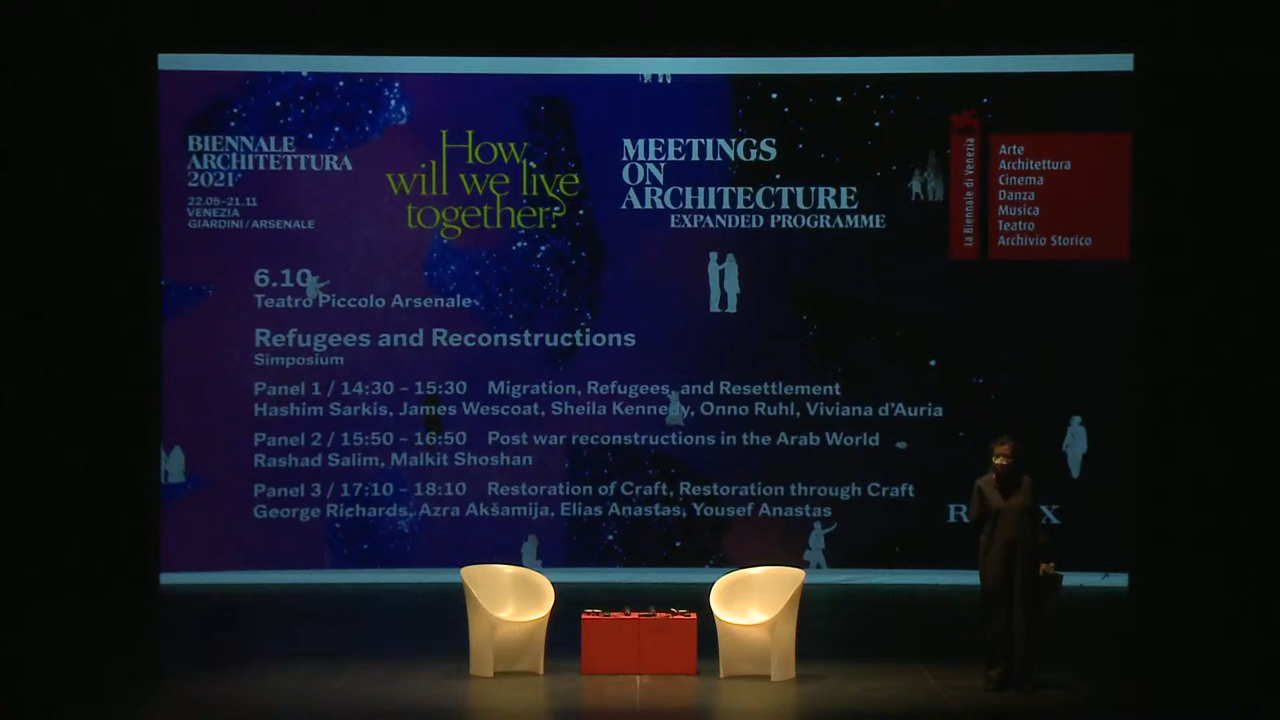 BIENNALE
ARCHITETTURA
2021
22.05–21.11
VENEZIA
GIARDINI/ARSENALE
How
will we live
together?
MEETINGS
ON
ARCHITECTURE
EXPANDED PROGRAMME
la Biennale di Venezia
Arte
Architettura
Cinema
Danza
Musica
Teatro
Archivio Storico
6.10
Teatro Piccolo Arsenale
Refugees and Reconstructions
Simposium
Panel 1 / 14:30 – 15:30 Migration, Refugees, and Resettlement
Hashim Sarkis, James Wescoat, Sheila Kennedy, Onno Ruhl, Viviana d’Auria
Panel 2 / 15:50 – 16:50 Post war reconstructions in the Arab World
Rashad Salim, Malkit Shoshan
Panel 3 / 17:10 – 18:10 Restoration of Craft, Restoration through Craft
George Richards, Azra Akšamija, Elias Anastas, Yousef Anastas